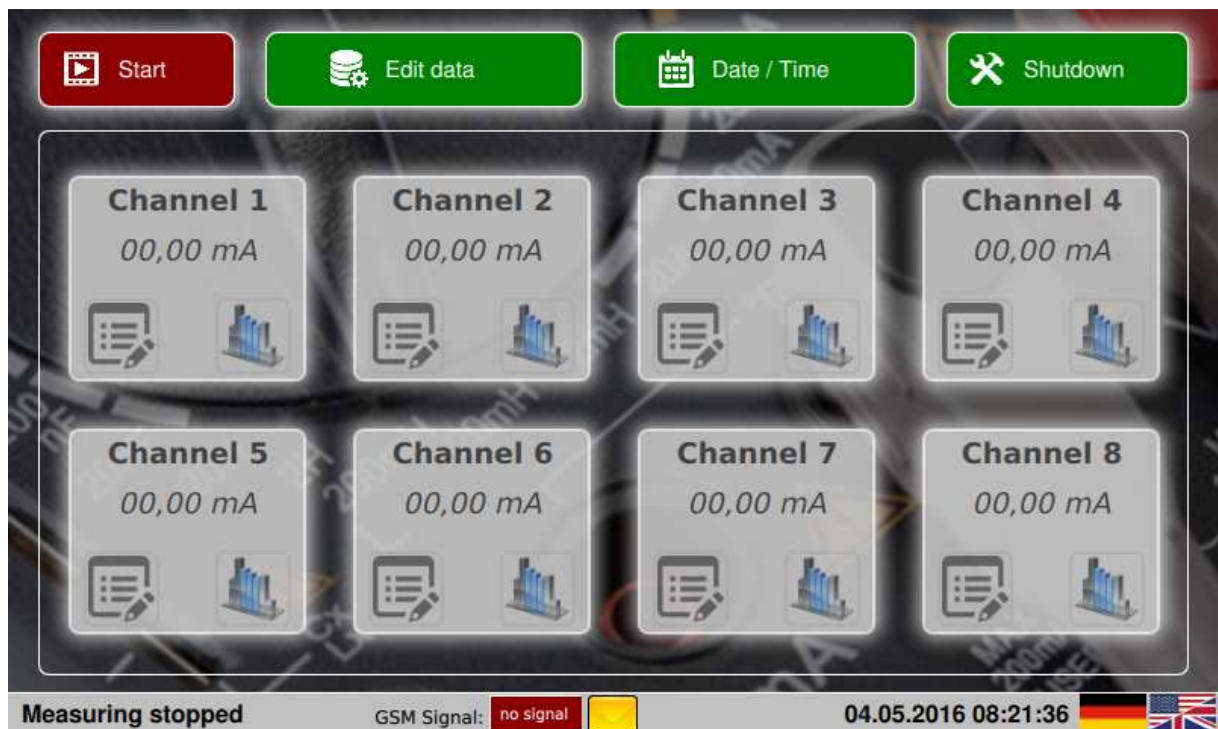 Start Edit data Date / Time Shutdown
Channel 1 Channel 2 Channel 3 Channel 4
00,00 mA 00,00 mA 00,00 mA 00,00 mA
Channel 5 Channel 6 Channel 7 Channel 8
00,00 mA 00,00 mA 00,00 mA 00,00 mA
Measuring stopped GSM Signal: no signal 04.05.2016 08:21:36